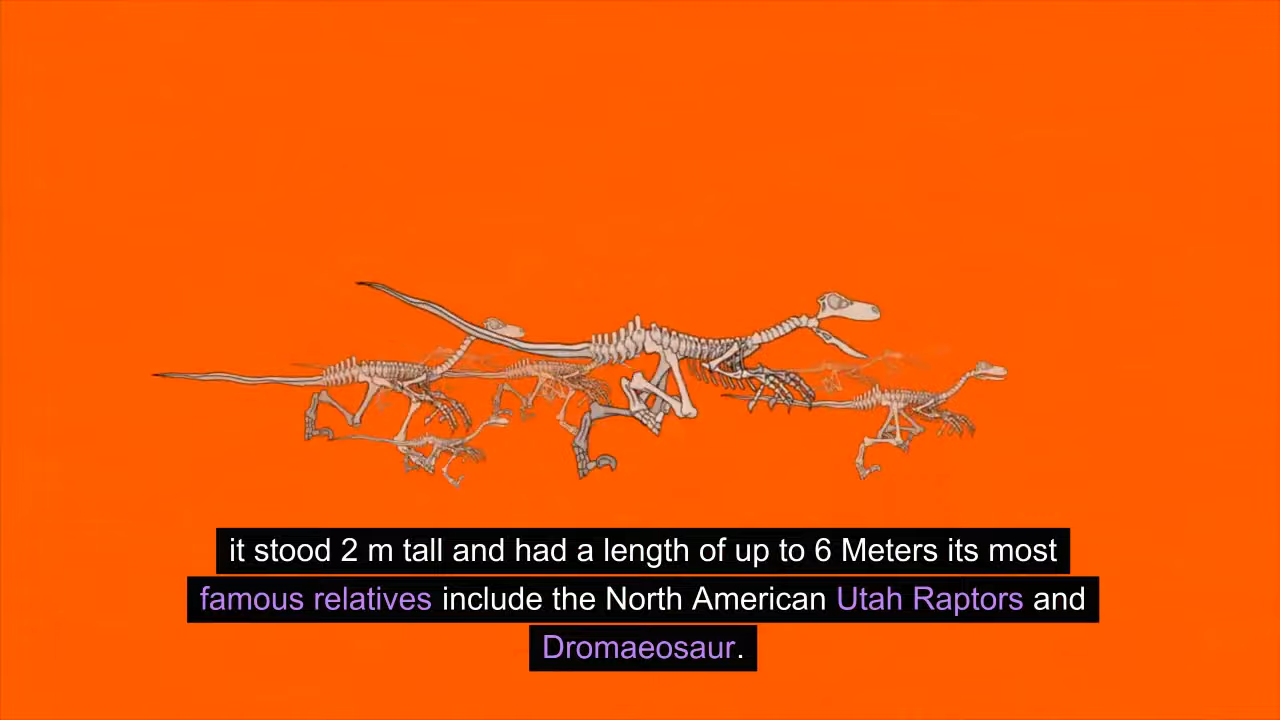 it stood 2 m tall and had a length of up to 6 Meters its most
famous relatives include the North American Utah Raptors and
Dromaeosaur.